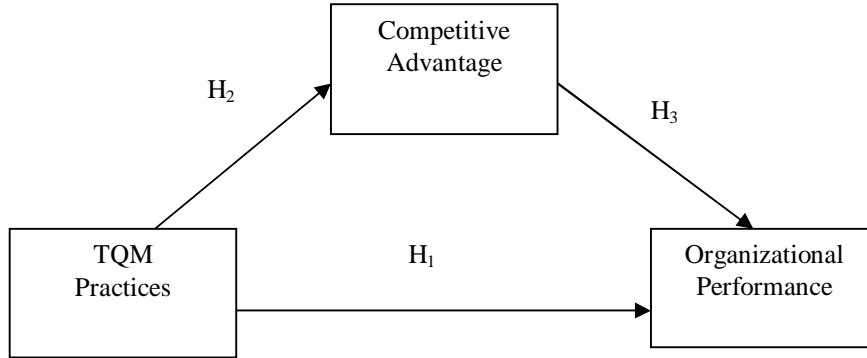 Competitive
Advantage
H₂
H₃
TQM
Practices
H₁
Organizational
Performance